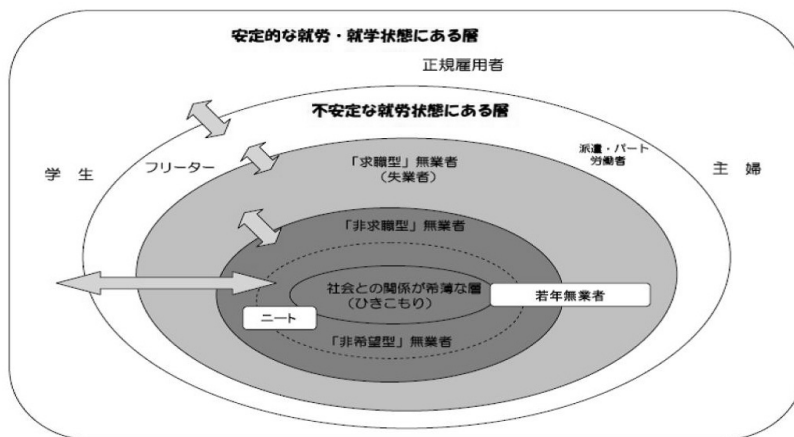 安定的な就労・就学状態にある層
正規雇用者
不安定な就労状態にある層
学 生
フリーター
「求職型」無業者
（失業者）
派遣・パート
労働者
主 婦
「非求職型」無業者
社会との関係が希薄な層
（ひきこもり）
若年無業者
ニート
「非希望型」無業者